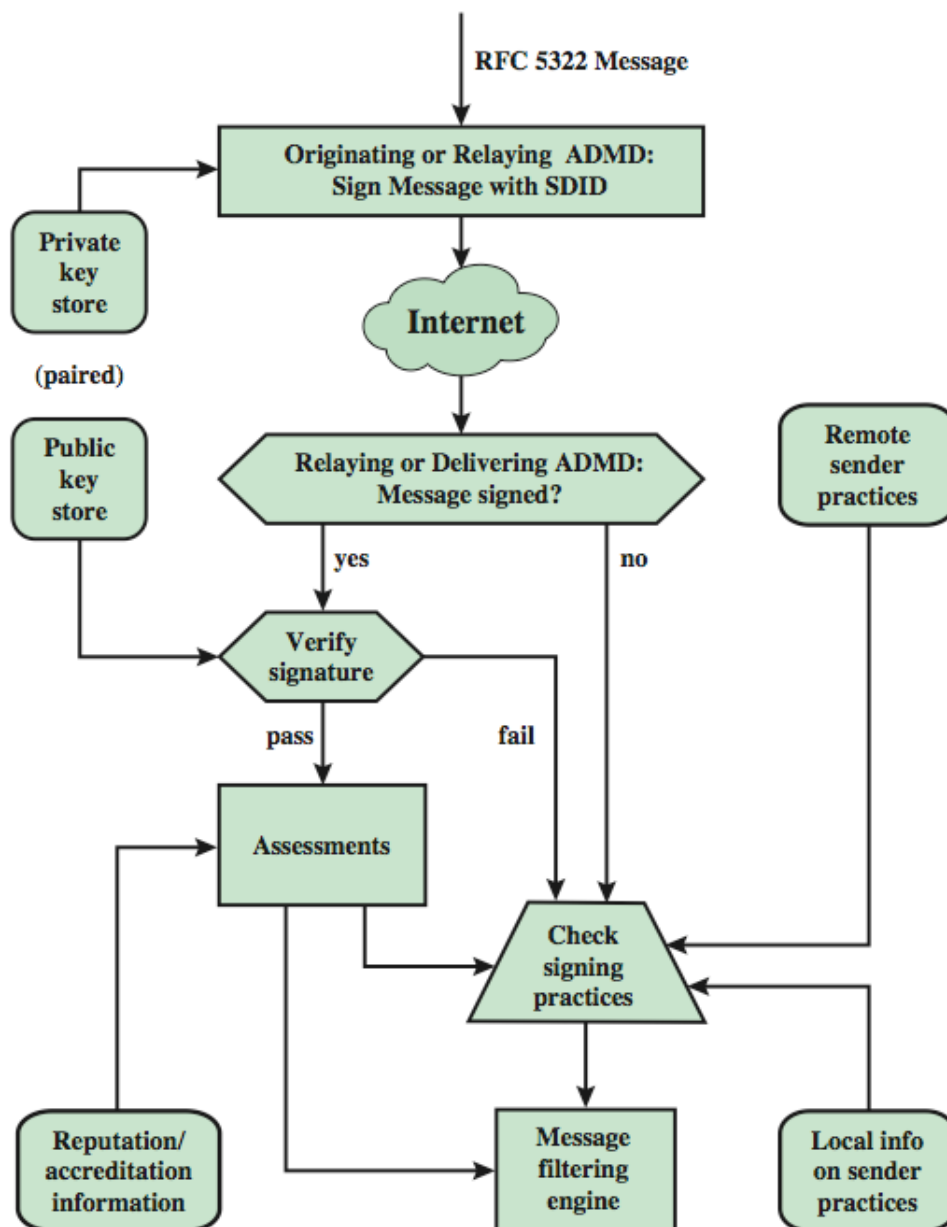 RFC 5322 Message
Originating or Relaying ADMD:
Sign Message with SDID
Private
key
store
Internet
(paired)
Public
key
store
Relaying or Delivering ADMD:
Message signed?
Remote
sender
practices
yes
no
Verify
signature
pass
fail
Assessments
Check
signing
practices
Reputation/
accreditation
information
Message
filtering
engine
Local info
on sender
practices